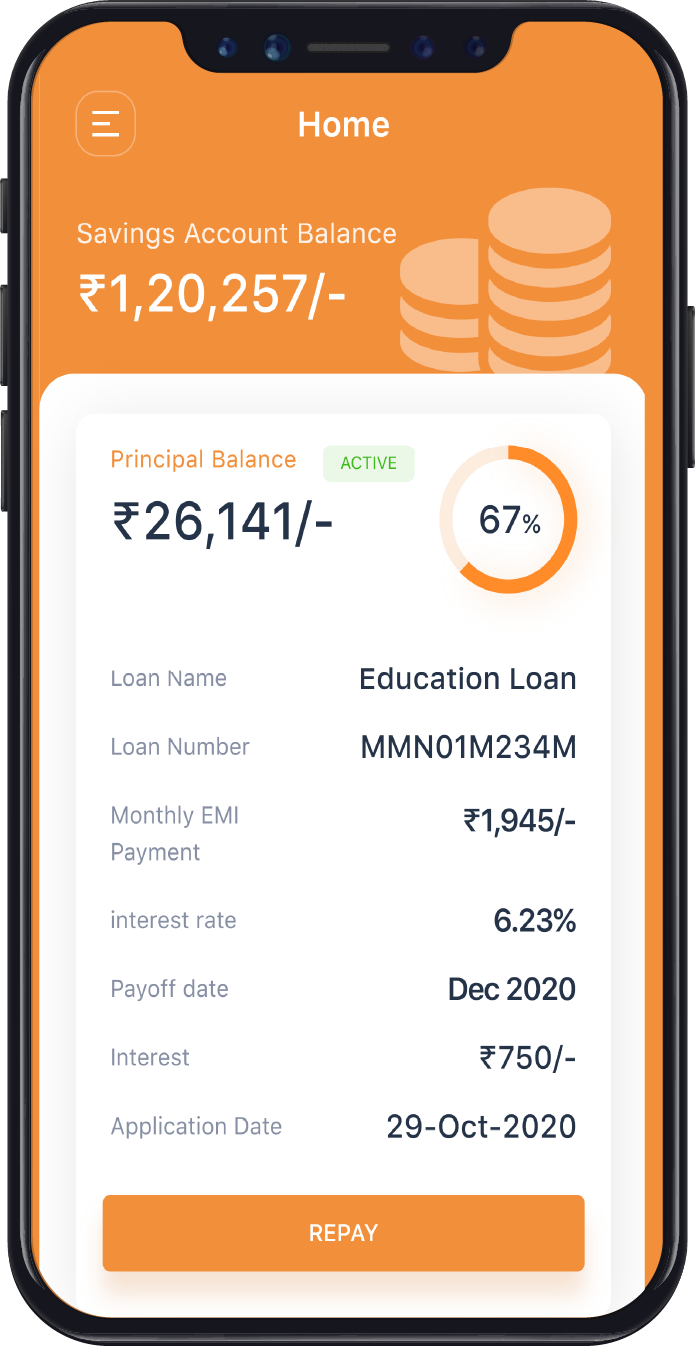 Home
Savings Account Balance
₹1,20,257/-
Principal Balance
ACTIVE
₹26,141/-
67%
Loan Name
Education Loan
Loan Number
MMN01M234M
Monthly EMI
Payment
₹1,945/-
interest rate
6.23%
Payoff date
Dec 2020
Interest
₹750/-
Application Date
29-Oct-2020
REPAY